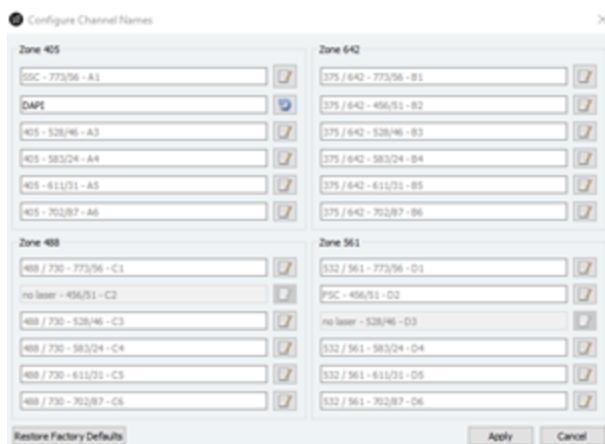 Configure Channel Names
Zone 405
SSC - 773/56 - A1
DAPI
405 - 528/46 - A3
405 - 583/24 - A4
405 - 611/31 - A5
405 - 702/87 - A6
Zone 642
375 / 642 - 773/56 - B1
375 / 642 - 456/51 - B2
375 / 642 - 528/46 - B3
375 / 642 - 583/24 - B4
375 / 642 - 611/31 - B5
375 / 642 - 702/87 - B6
Zone 488
488 / 730 - 773/56 - C1
no laser - 456/51 - C2
488 / 730 - 528/46 - C3
488 / 730 - 583/24 - C4
488 / 730 - 611/31 - C5
488 / 730 - 702/87 - C6
Zone 561
532 / 561 - 773/56 - D1
FSC - 456/51 - D2
no laser - 528/46 - D3
532 / 561 - 583/24 - D4
532 / 561 - 611/31 - D5
532 / 561 - 702/87 - D6
Restore Factory Defaults
Apply
Cancel